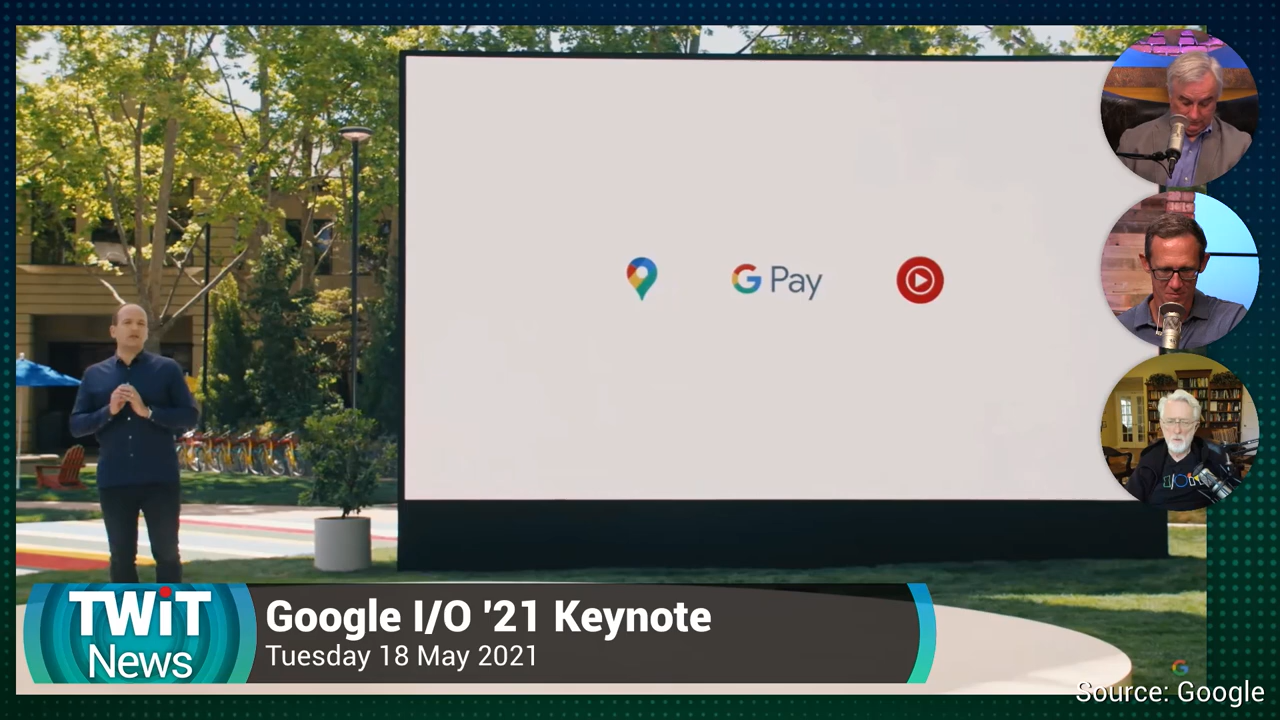 G Pay
I/O
TWiT
News
Google I/O '21 Keynote
Tuesday 18 May 2021
Source: Google